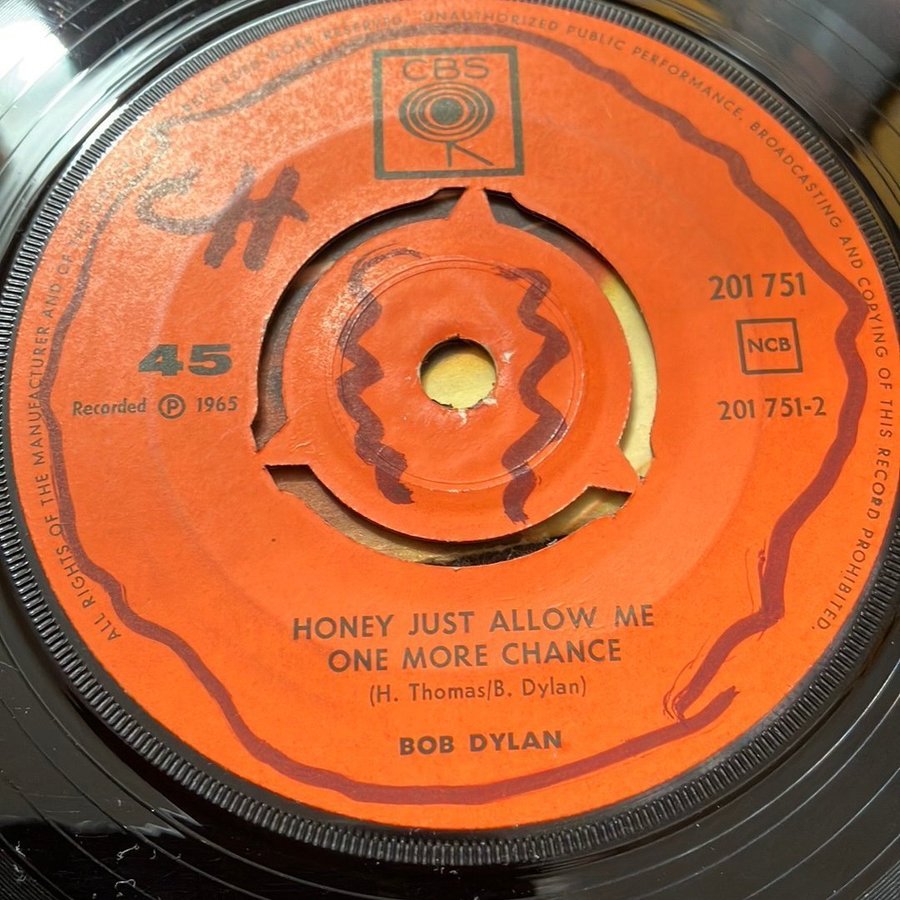 CBS
CH
45
Recorded Ⓟ 1965
201 751
NCB
201 751-2
HONEY JUST ALLOW ME
ONE MORE CHANCE
(H. Thomas/B. Dylan)
BOB DYLAN
ALL RIGHTS OF THE MANUFACTURER AND OF THE RESERVED. UNAUTHORIZED PUBLIC PERFORMANCE, BROADCASTING AND COPYING OF THIS RECORD PROHIBITED.